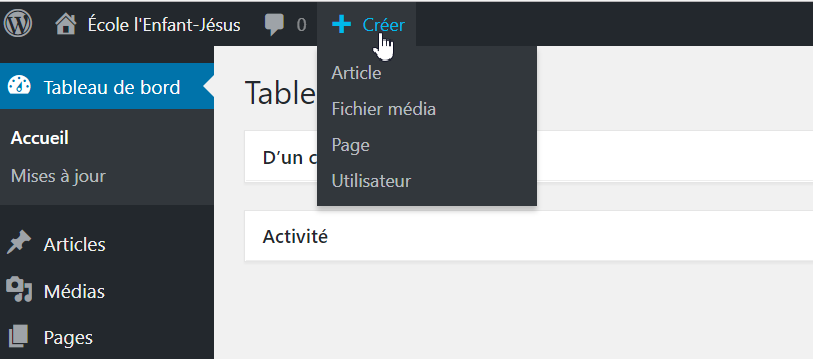 École l'Enfant-Jésus 0 Créer
Article
Fichier média
Page
Utilisateur
Tableau de bord
Accueil
Mises à jour
Articles
Médias
Pages
Table
D'un c
Activité